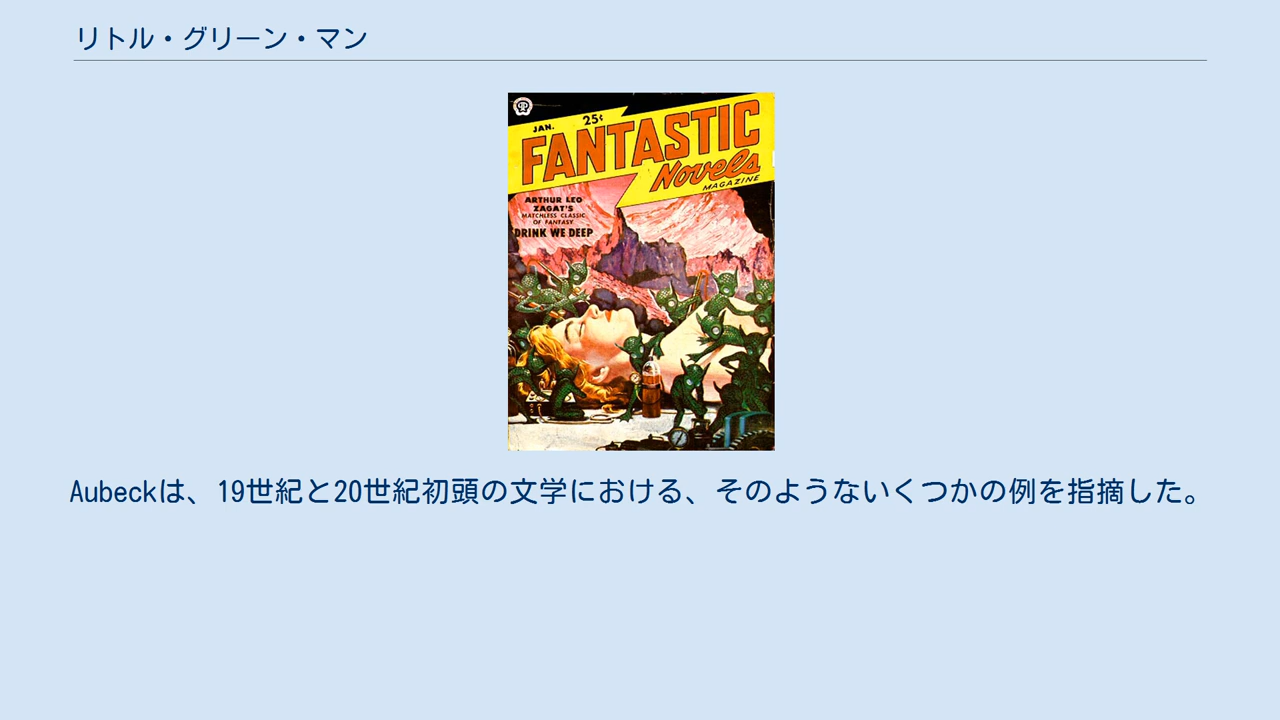 リトル・グリーン・マン
JAN. 25¢
FANTASTIC
Novels
MAGAZINE
ARTHUR LEO
ZAGAT'S
MATCHLESS CLASSIC
OF FANTASY
DRINK WE DEEP
Aubeckは、19世紀と20世紀初頭の文学における、そのようないくつかの例を指摘した。